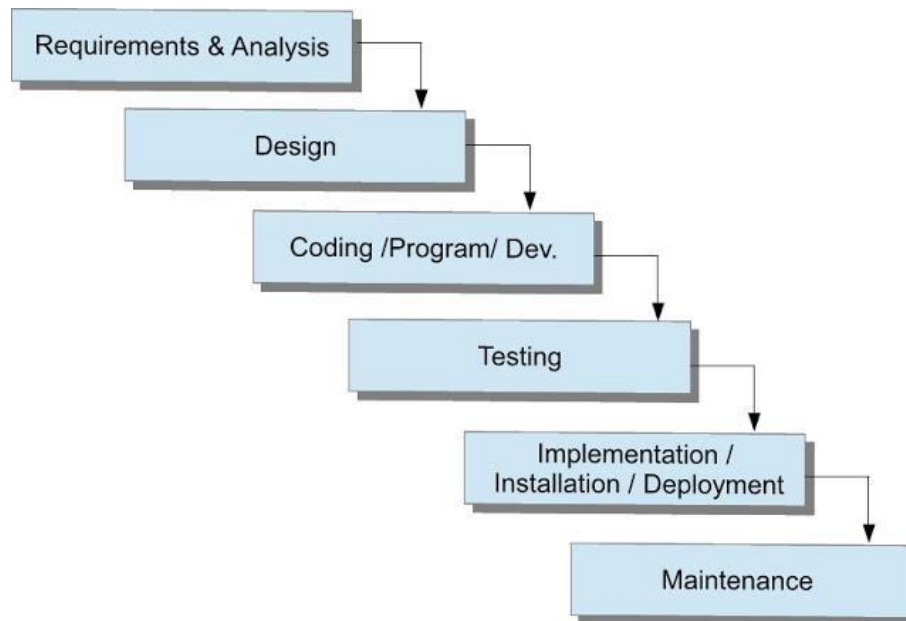 Requirements & Analysis
Design
Coding /Program/ Dev.
Testing
Implementation /
Installation / Deployment
Maintenance